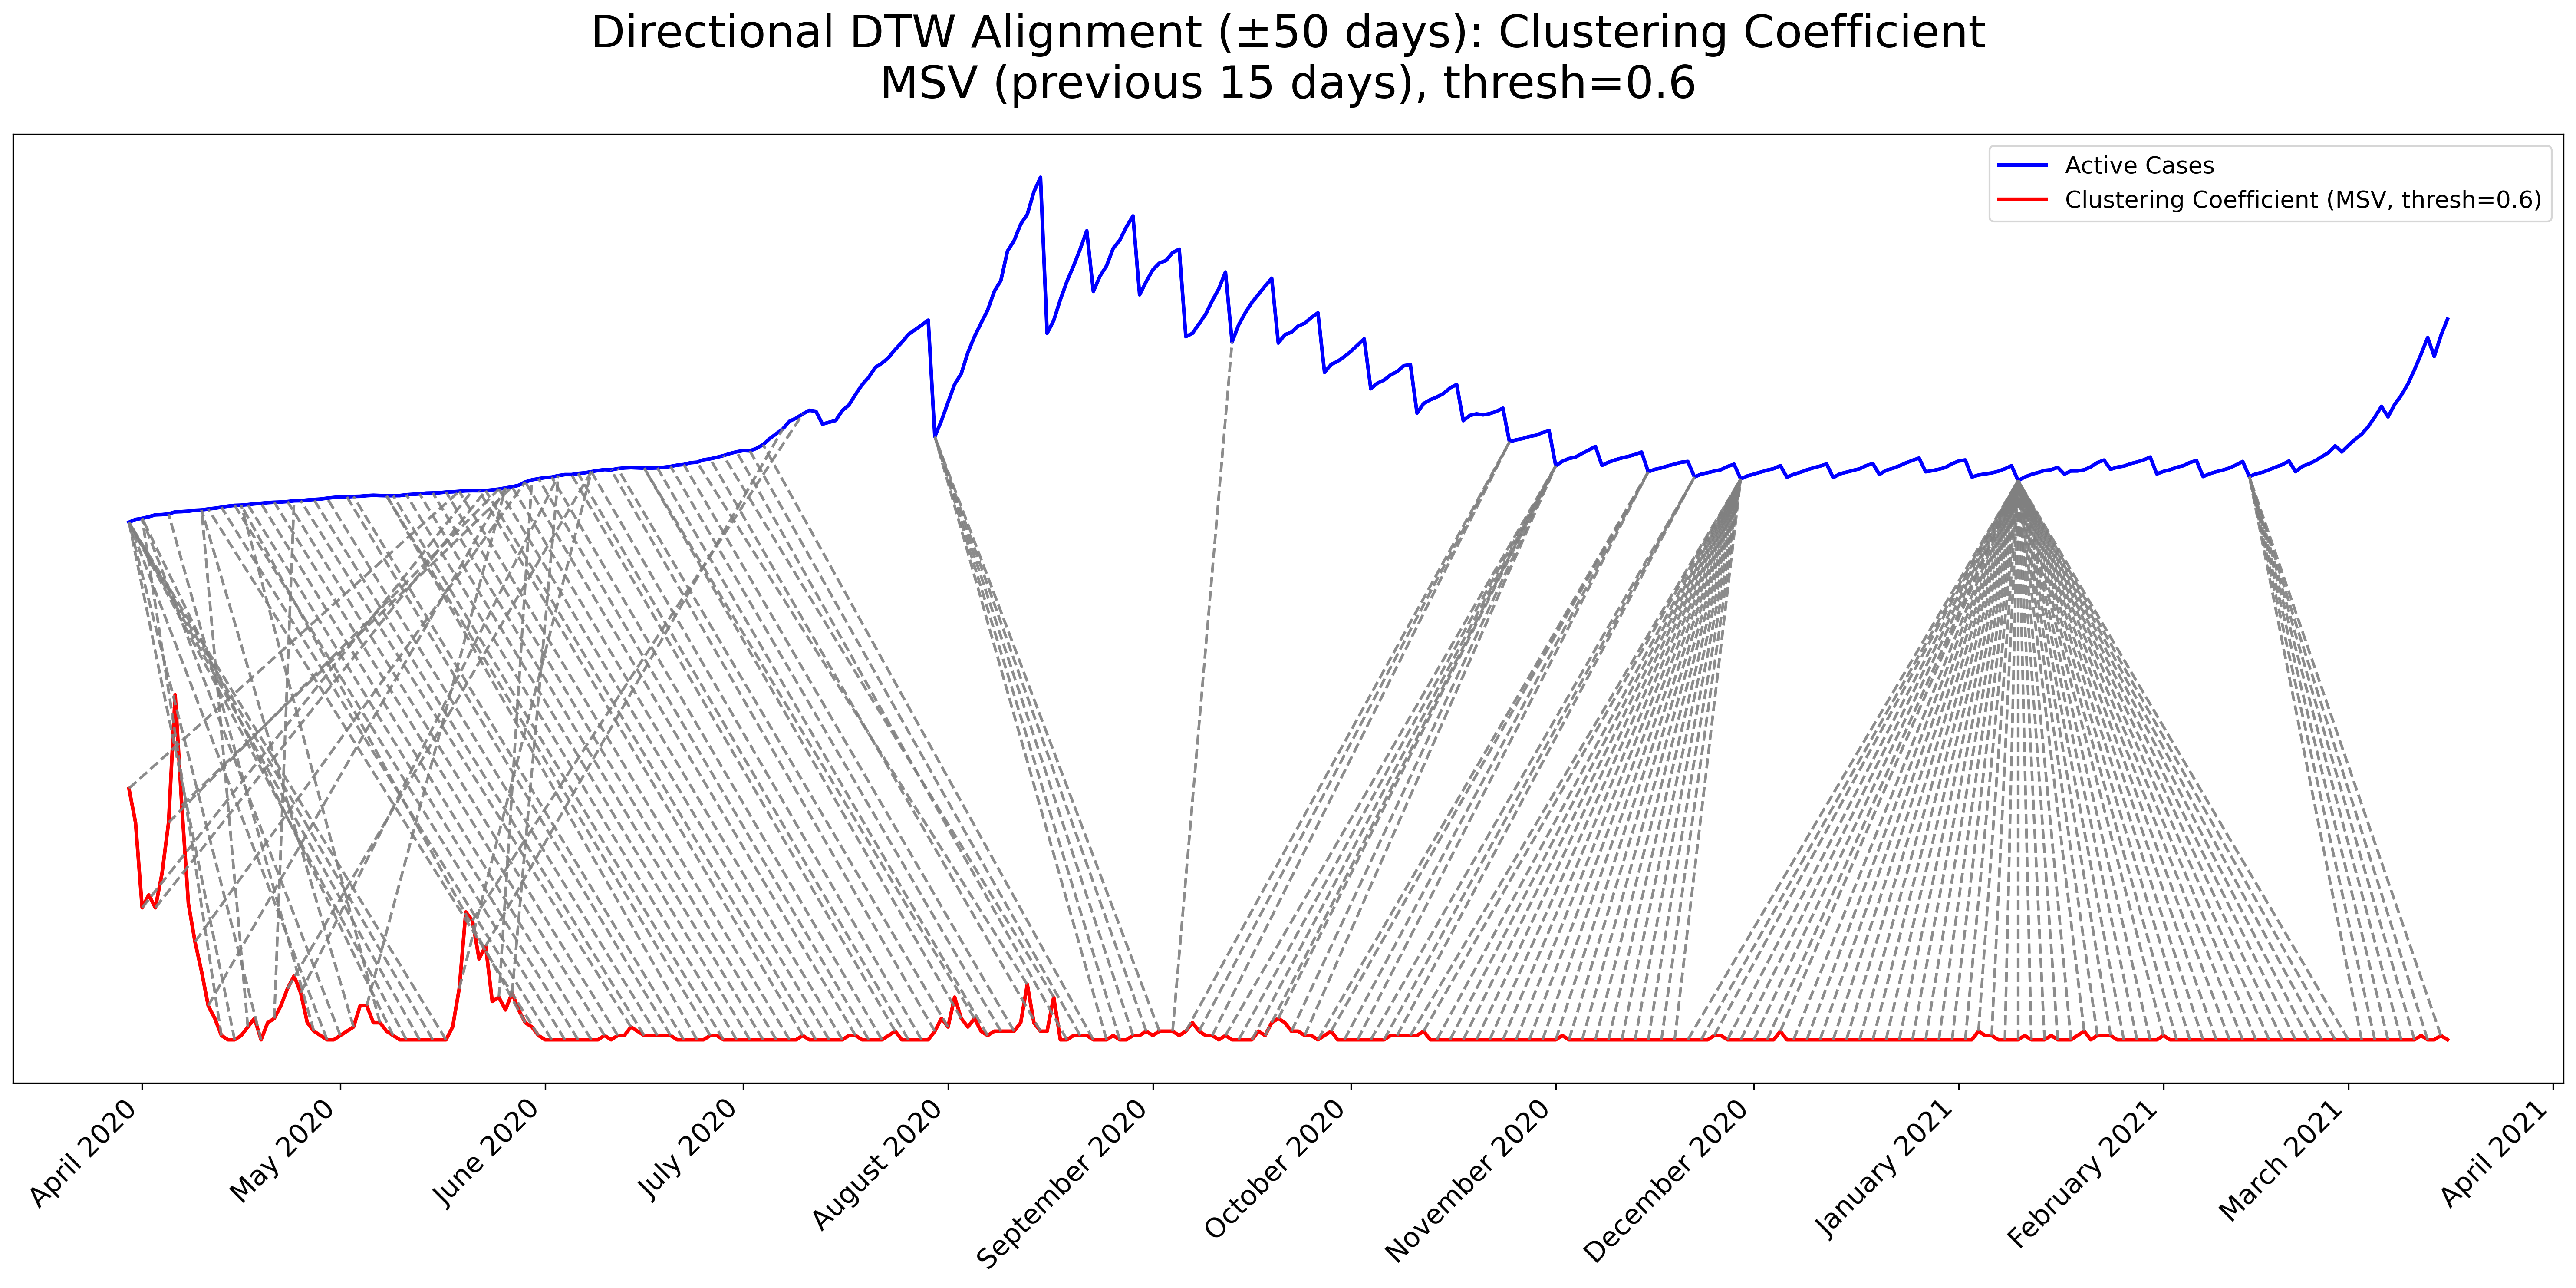 Directional DTW Alignment (±50 days): Clustering Coefficient
MSV (previous 15 days), thresh=0.6
Active Cases
Clustering Coefficient (MSV, thresh=0.6)
April 2020
May 2020
June 2020
July 2020
August 2020
September 2020
October 2020
November 2020
December 2020
January 2021
February 2021
March 2021
April 2021